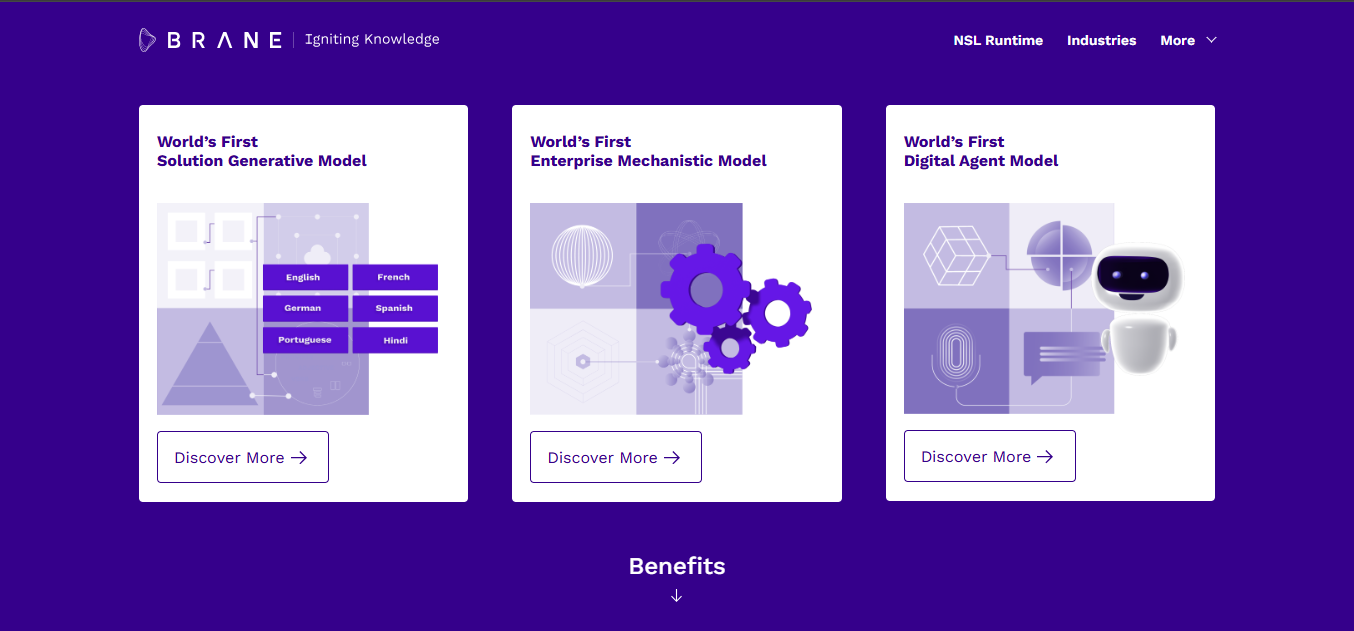 BRANE | Igniting Knowledge
NSL Runtime Industries More
World’s First
Solution Generative Model
English French
German Spanish
Portuguese Hindi
Discover More →
World’s First
Enterprise Mechanistic Model
Discover More →
World’s First
Digital Agent Model
Discover More →
Benefits
↓